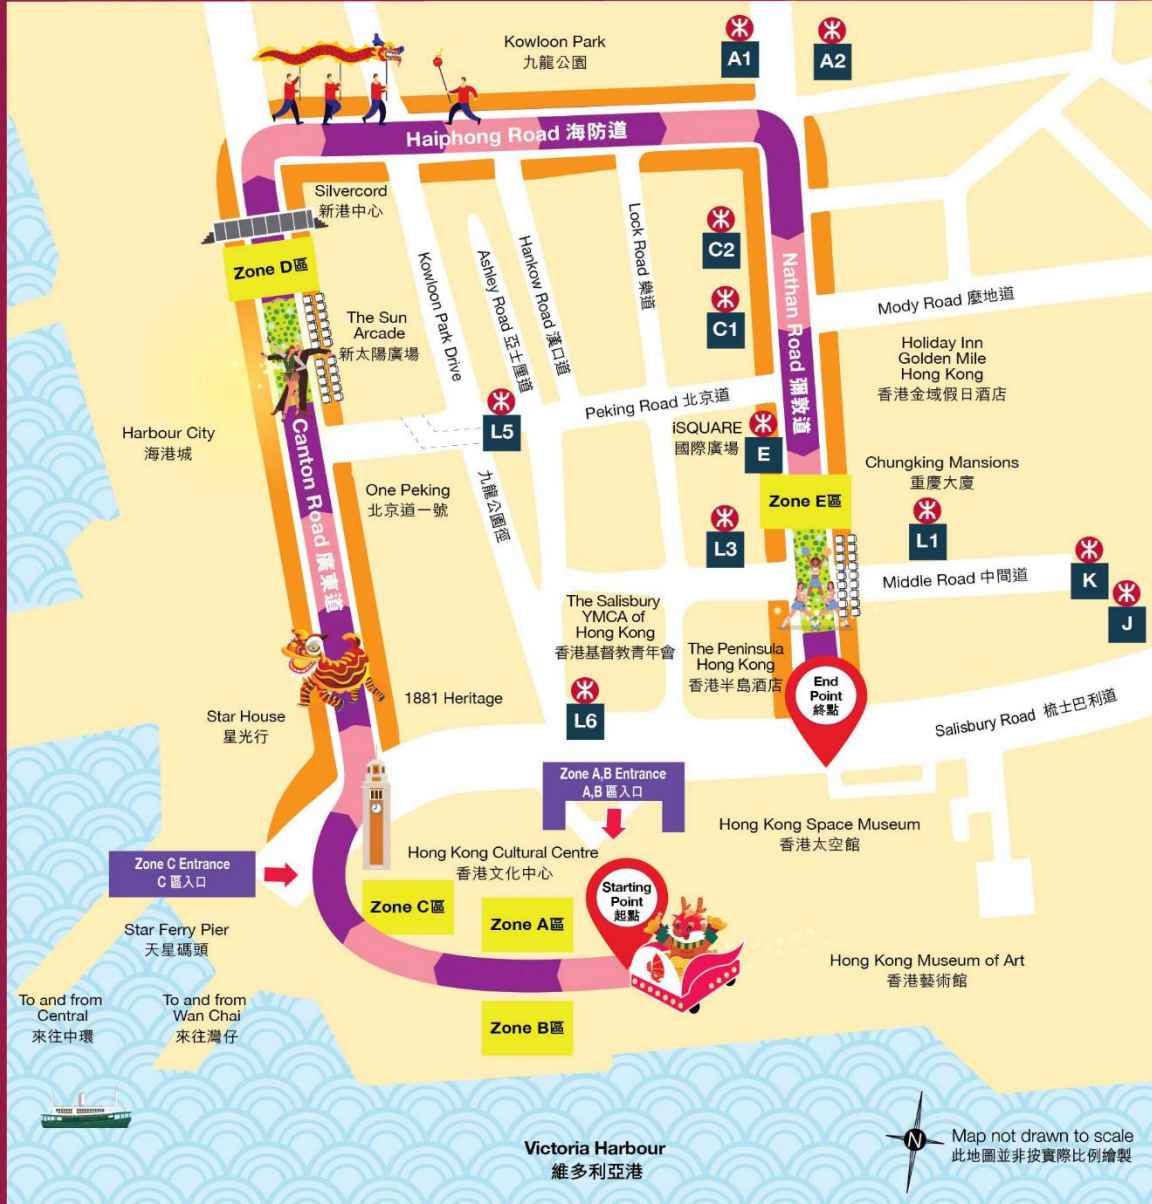 Kowloon Park
九龍公園
A1
A2
Haiphong Road 海防道
Silvercord
新港中心
Zone D區
C2
C1
Lock Road 樂道
Hankow Road 漢口道
Ashley Road 亞士厘道
Kowloon Park Drive
九龍公園徑
Nathan Road 彌敦道
Mody Road 麼地道
The Sun
Arcade
新太陽廣場
Holiday Inn
Golden Mile
Hong Kong
香港金域假日酒店
Harbour City
海港城
L5
Peking Road 北京道
iSQUARE
國際廣場
E
Canton Road 廣東道
One Peking
北京道一號
Chungking Mansions
重慶大廈
Zone E區
L3
L1
Middle Road 中間道
K
J
The Salisbury
YMCA of
Hong Kong
香港基督教青年會
The Peninsula
Hong Kong
香港半島酒店
End
Point
終點
1881 Heritage
L6
Star House
星光行
Salisbury Road 梳士巴利道
Zone A,B Entrance
A,B 區入口
Hong Kong Space Museum
香港太空館
Zone C Entrance
C 區入口
Hong Kong Cultural Centre
香港文化中心
Starting
Point
起點
Zone C區
Zone A區
Star Ferry Pier
天星碼頭
Hong Kong Museum of Art
香港藝術館
To and from
Central
來往中環
To and from
Wan Chai
來往灣仔
Zone B區
Victoria Harbour
維多利亞港
N
Map not drawn to scale
此地圖並非按實際比例繪製